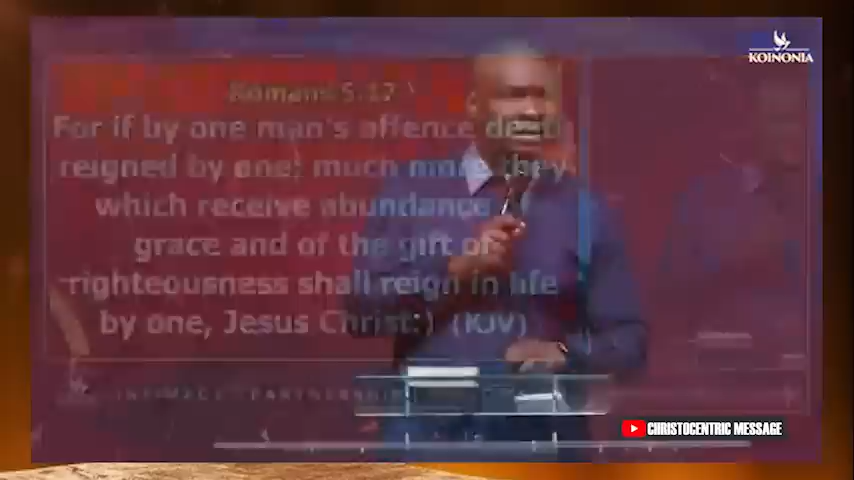 KOINONIA
Romans 5:17
For if by one man's offence death
reigned by one; much more they
which receive abundance
grace and of the gift of
righteousness shall reign in life
by one, Jesus Christ:) (KJV)
INTIMACY PARTNERSHIP
CHRISTOCENTRIC MESSAGE